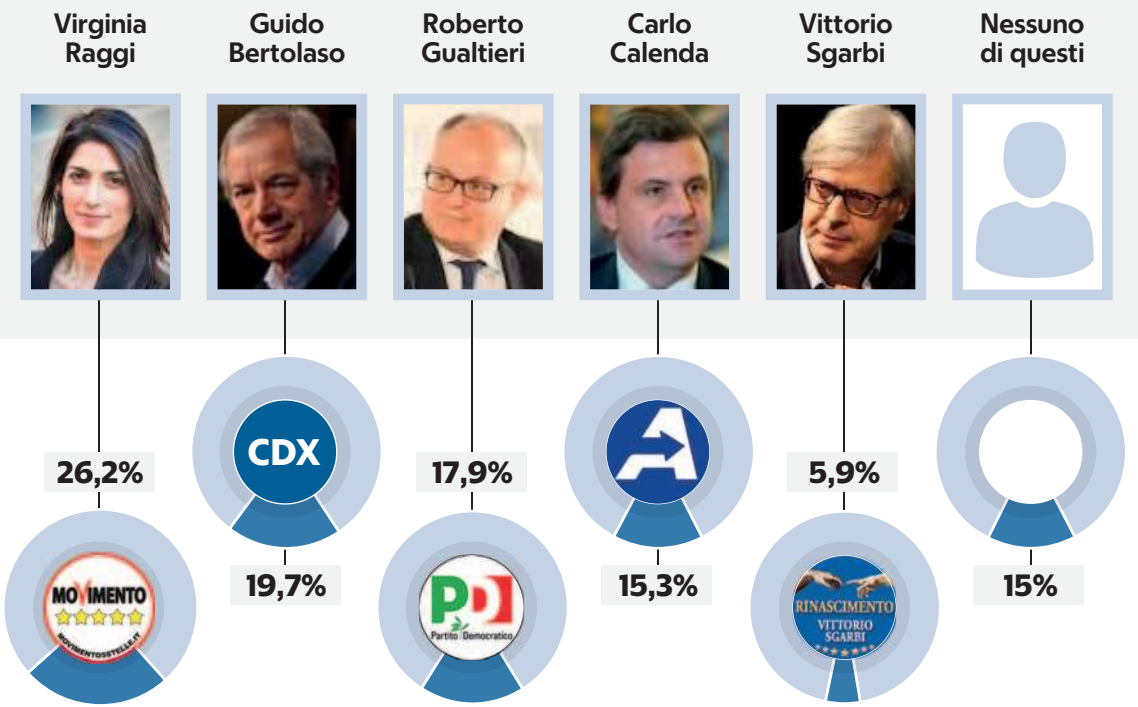 Virginia
Raggi
Guido
Bertolaso
Roberto
Gualtieri
Carlo
Calenda
Vittorio
Sgarbi
Nessuno
di questi
26,2%
CDX
17,9%
5,9%
19,7%
15,3%
15%
MOVIMENTO
MOVIMENTO5STELLE.IT
PD
Partito Democratico
RINASCIMENTO
VITTORIO
SGARBI